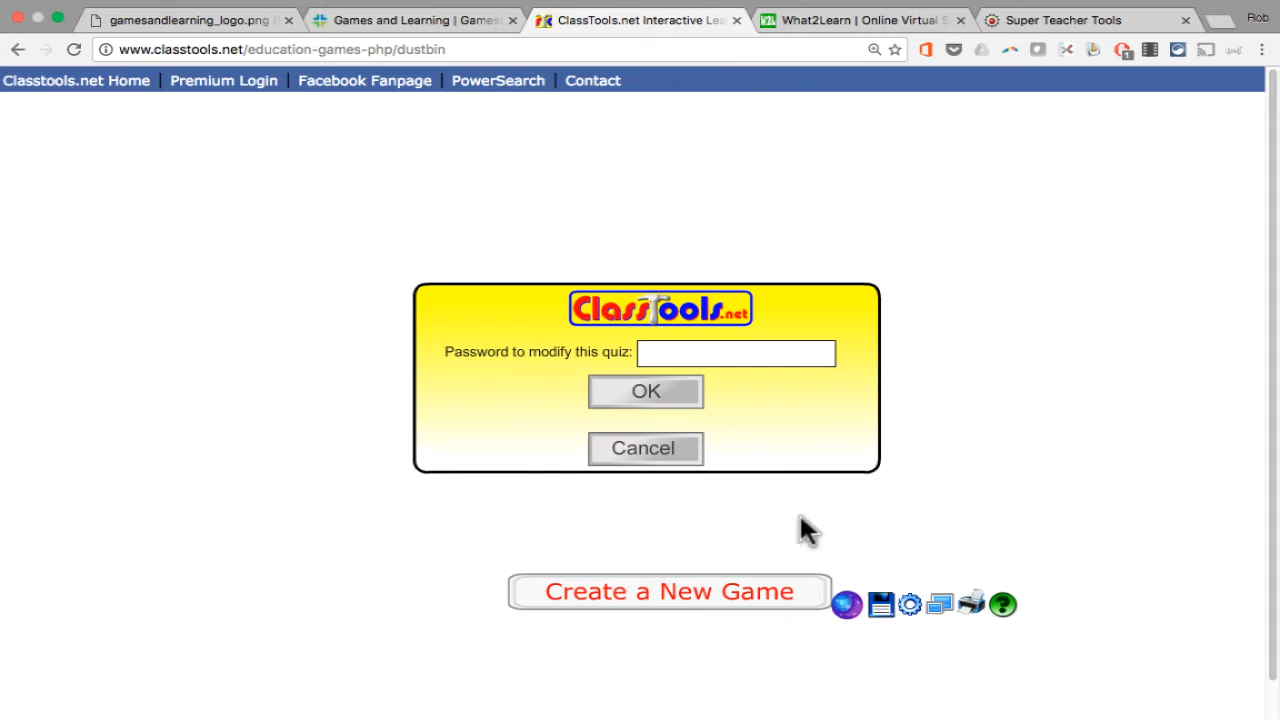 gamesandlearning_logo.png (
Games and Learning | Games
ClassTools.net Interactive Lea
What2Learn | Online Virtual S
Super Teacher Tools
Rob
www.classtools.net/education-games-php/dustbin
1
Classtools.net Home | Premium Login | Facebook Fanpage | PowerSearch | Contact
ClassTools.net
Password to modify this quiz:
OK
Cancel
Create a New Game
?